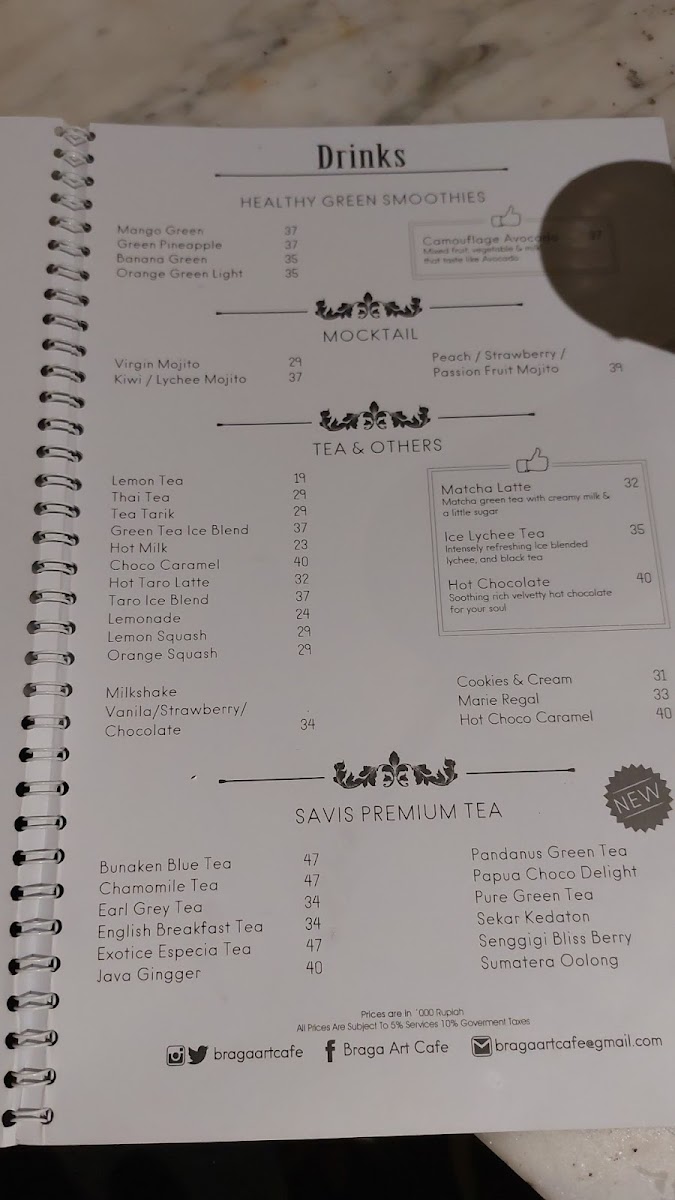 Drinks
HEALTHY GREEN SMOOTHIES
Mango Green 37
Green Pineapple 37
Banana Green 35
Orange Green Light 35
Camouflage Avocado 37
Mixed fruit, vegetable & milk
that taste like Avocado
MOCKTAIL
Virgin Mojito 29
Kiwi / Lychee Mojito 37
Peach / Strawberry /
Passion Fruit Mojito 39
TEA & OTHERS
Lemon Tea 19
Thai Tea 29
Tea Tarik 29
Green Tea Ice Blend 37
Hot Milk 23
Choco Caramel 40
Hot Taro Latte 32
Taro Ice Blend 37
Lemonade 24
Lemon Squash 29
Orange Squash 29
Matcha Latte 32
Matcha green tea with creamy milk &
a little sugar
Ice Lychee Tea 35
Intensely refreshing ice blended
lychee, and black tea
Hot Chocolate 40
Soothing rich velvetty hot chocolate
for your soul
Milkshake
Vanila/Strawberry/
Chocolate 34
Cookies & Cream 31
Marie Regal 33
Hot Choco Caramel 40
SAVIS PREMIUM TEA
NEW
Bunaken Blue Tea 47
Chamomile Tea 47
Earl Grey Tea 34
English Breakfast Tea 34
Exotice Especia Tea 47
Java Gingger 40
Pandanus Green Tea
Papua Choco Delight
Pure Green Tea
Sekar Kedaton
Senggigi Bliss Berry
Sumatera Oolong
Prices are In `000 Rupiah
All Prices Are Subject To 5% Services 10% Goverment Taxes
bragaartcafe Braga Art Cafe bragaartcafe@gmail.com